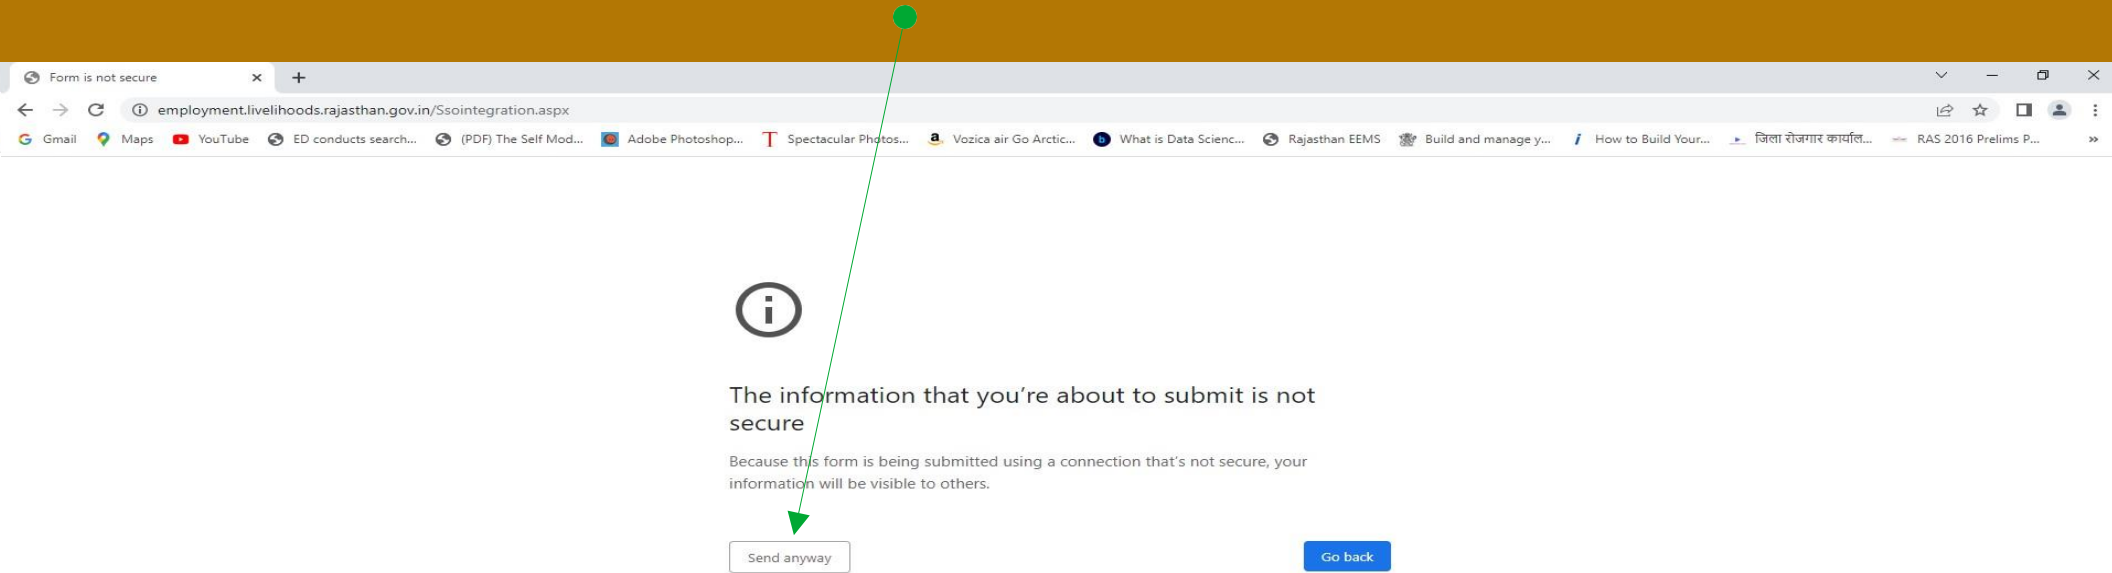 Form is not secure
employment.livelihoods.rajasthan.gov.in/Ssointegration.aspx
Gmail Maps YouTube ED conducts search... (PDF) The Self Mod... Adobe Photoshop... T Spectacular Photos... a Vozica air Go Arctic... b What is Data Scienc... Rajasthan EEMS Build and manage y... i How to Build Your... जिला रोजगार कार्याल... RAS 2016 Prelims P... »
The information that you're about to submit is not
secure
Because this form is being submitted using a connection that's not secure, your
information will be visible to others.
Send anyway Go back